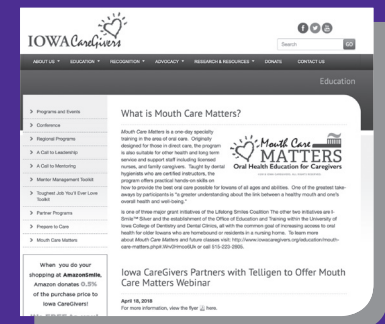 IOWA CareGivers
Search
GO
ABOUT US
EDUCATION
RECOGNITION
ADVOCACY
RESEARCH & RESOURCES
DONATE
CONTACT US
Education
> Programs and Events
> Conference
> Regional Programs
> A Call to Leadership
> A Call to Mentoring
> Mentor Management Toolkit
> Toughest Job You'll Ever Love
Toolkit
> Partner Programs
> Prepare to Care
> Mouth Care Matters
When you do your
shopping at AmazonSmile,
Amazon donates 0.5%
of the purchase price to
Iowa CareGivers!
What is Mouth Care Matters?
Mouth Care Matters is a one-day specialty
training in the area of oral care. Originally
designed for those in direct care, the program
is also suitable for other health and long term
service and support staff including licensed
nurses, and family caregivers. Taught by dental
hygienists who are certified instructors, the
program offers practical hands-on skills on
how to provide the best oral care possible for Iowans of all ages and abilities. One of the greatest take-
aways by participants is "a greater understanding about the link between a healthy mouth and one's
overall health and well-being."
Mouth Care
MATTERS
Oral Health Education for Caregivers
is one of three major grant initiatives of the Lifelong Smiles Coalition The other two initiatives are I-
Smile™ Silver and the establishment of the Office of Education and Training within the University of
Iowa College of Dentistry and Dental Clinics, all with the common goal of increasing access to oral
health for older Iowans who are homebound or residents in a nursing home. To learn more
about Mouth Care Matters and future classes visit: http://www.iowacaregivers.org/education/mouth-
or call 515-223-2805.
Iowa CareGivers Partners with Telligen to Offer Mouth
Care Matters Webinar
April 18, 2018
For more information, view the flyer here.